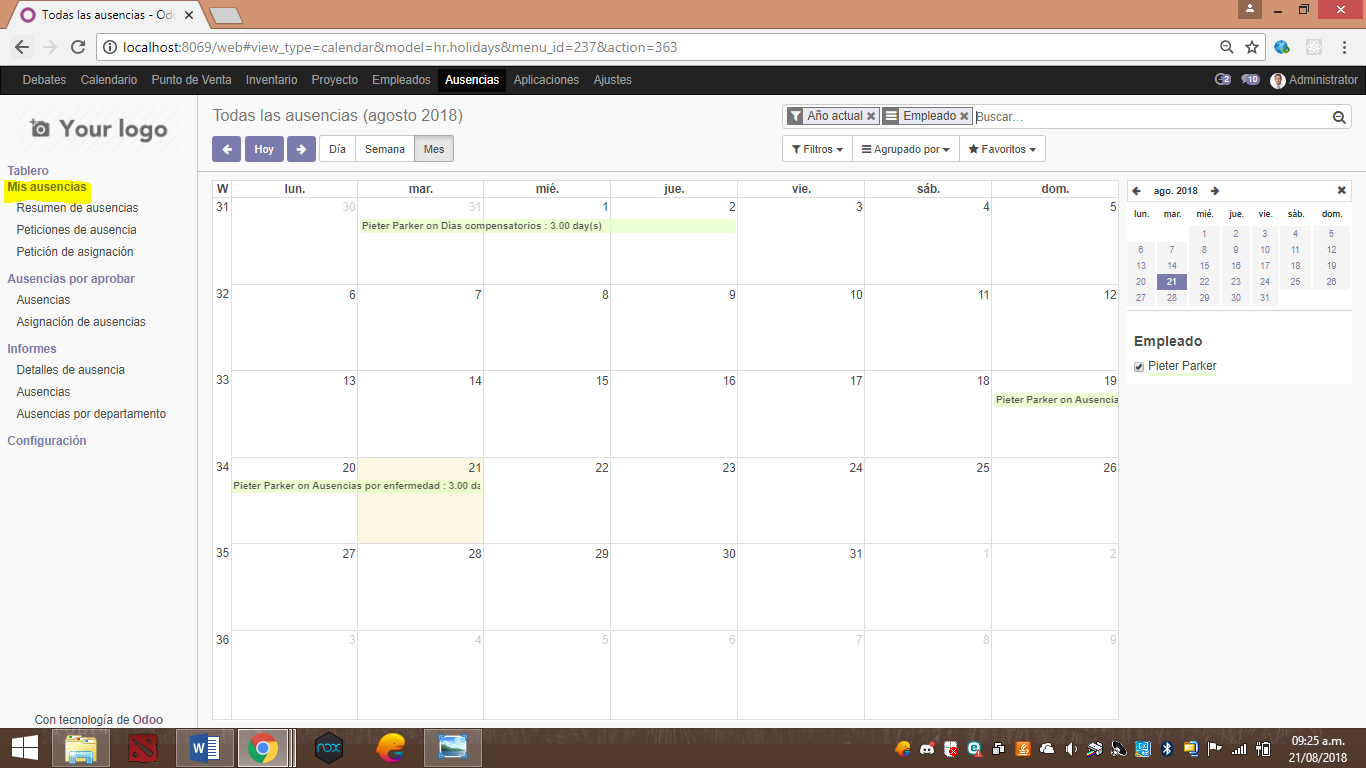 Todas las ausencias - Odo
localhost:8069/web#view_type=calendar&model=hr.holidays&menu_id=237&action=363
Debates Calendario Punto de Venta Inventario Proyecto Empleados Ausencias Aplicaciones Ajustes 2 10 Administrator
Your logo
Tablero
Mis ausencias
Resumen de ausencias
Peticiones de ausencia
Petición de asignación
Ausencias por aprobar
Ausencias
Asignación de ausencias
Informes
Detalles de ausencia
Ausencias
Ausencias por departamento
Configuración
Con tecnología de Odoo
Todas las ausencias (agosto 2018)
Año actual Empleado Buscar...
Hoy Día Semana Mes
Filtros Agrupado por Favoritos
W lun. mar. mié. jue. vie. sáb. dom.
31 30 31 1 2 3 4 5
Pieter Parker on Días compensatorios : 3.00 day(s)
32 6 7 8 9 10 11 12
33 13 14 15 16 17 18 19
Pieter Parker on Ausencia
34 20 21 22 23 24 25 26
Pieter Parker on Ausencias por enfermedad : 3.00 da
35 27 28 29 30 31 1 2
36 3 4 5 6 7 8 9
ago. 2018
lun. mar. mié. jue. vie. sáb. dom.
1 2 3 4 5
6 7 8 9 10 11 12
13 14 15 16 17 18 19
20 21 22 23 24 25 26
27 28 29 30 31
Empleado
Pieter Parker
nox
09:25 a.m.
21/08/2018